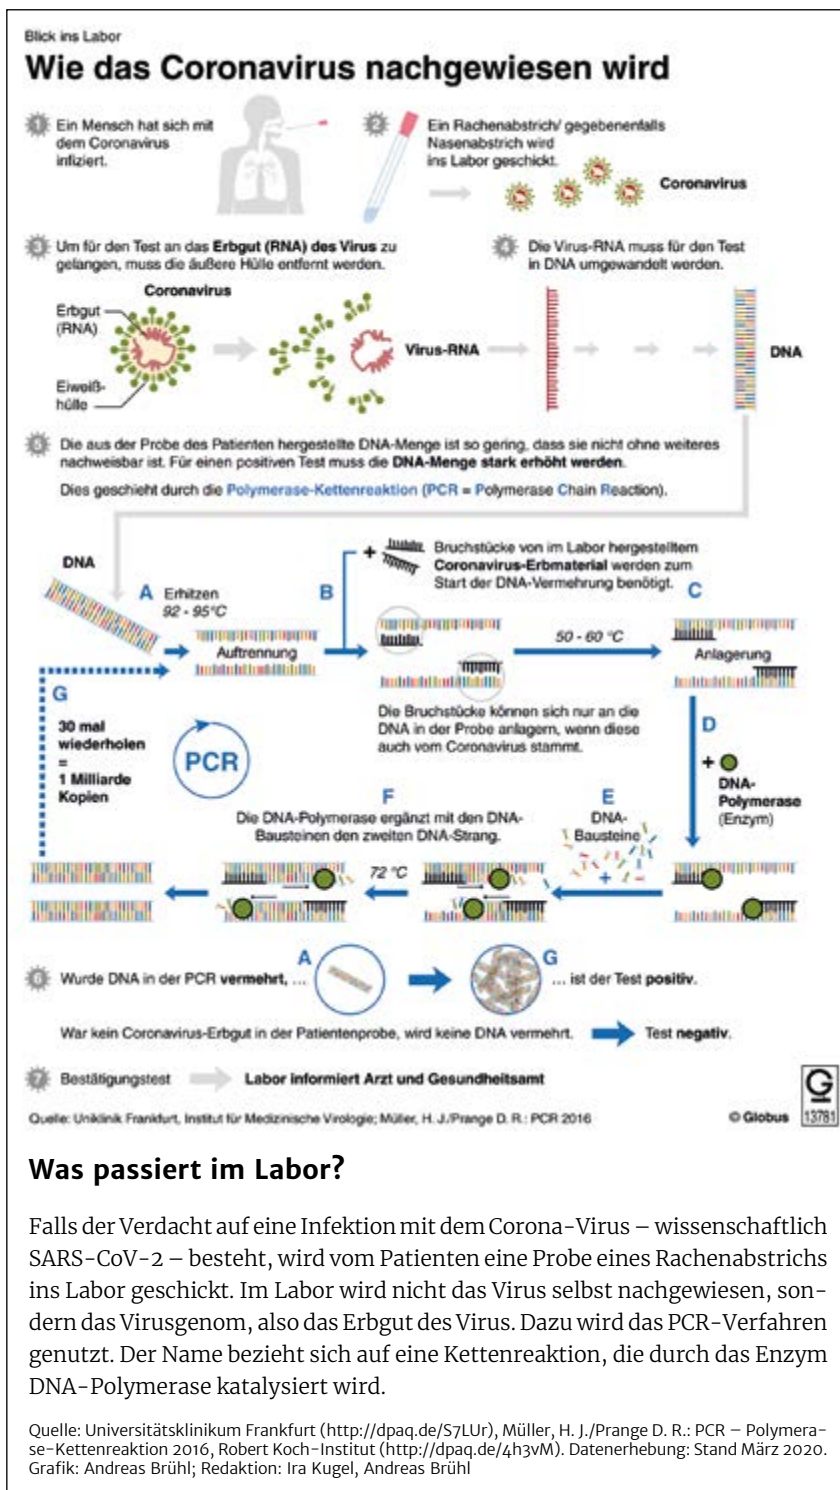 Blick ins Labor
Wie das Coronavirus nachgewiesen wird
1 Ein Mensch hat sich mit
dem Coronavirus
infiziert.
2 Ein Rachenabstrich/ gegebenenfalls
Nasenabstrich wird
ins Labor geschickt.
Coronavirus
3 Um für den Test an das Erbgut (RNA) des Virus zu
gelangen, muss die äußere Hülle entfernt werden.
4 Die Virus-RNA muss für den Test
in DNA umgewandelt werden.
Coronavirus
Erbgut
(RNA)
Eiweiß-
hülle
Virus-RNA
DNA
5 Die aus der Probe des Patienten hergestellte DNA-Menge ist so gering, dass sie nicht ohne weiteres
nachweisbar ist. Für einen positiven Test muss die DNA-Menge stark erhöht werden.
Dies geschieht durch die Polymerase-Kettenreaktion (PCR = Polymerase Chain Reaction).
DNA
A Erhitzen
92 - 95°C
Auftrennung
B
+ Bruchstücke von im Labor hergestelltem
Coronavirus-Erbmaterial werden zum
Start der DNA-Vermehrung benötigt.
50 - 60 °C
C
Anlagerung
Die Bruchstücke können sich nur an die
DNA in der Probe anlagern, wenn diese
auch vom Coronavirus stammt.
D
+
DNA-
Polymerase
(Enzym)
E
DNA-
Bausteine
+
F
Die DNA-Polymerase ergänzt mit den DNA-
Bausteinen den zweiten DNA-Strang.
72 °C
G
30 mal
wiederholen
=
1 Milliarde
Kopien
PCR
6 Wurde DNA in der PCR vermehrt, ...
A
G
... ist der Test positiv.
War kein Coronavirus-Erbgut in der Patientenprobe, wird keine DNA vermehrt.
Test negativ.
7 Bestätigungstest
Labor informiert Arzt und Gesundheitsamt
Quelle: Uniklinik Frankfurt, Institut für Medizinische Virologie; Müller, H. J./Prange D. R.: PCR 2016
© Globus
G
13781
Was passiert im Labor?
Falls der Verdacht auf eine Infektion mit dem Corona-Virus – wissenschaftlich
SARS-CoV-2 – besteht, wird vom Patienten eine Probe eines Rachenabstrichs
ins Labor geschickt. Im Labor wird nicht das Virus selbst nachgewiesen, son-
dern das Virusgenom, also das Erbgut des Virus. Dazu wird das PCR-Verfahren
genutzt. Der Name bezieht sich auf eine Kettenreaktion, die durch das Enzym
DNA-Polymerase katalysiert wird.
Quelle: Universitätsklinikum Frankfurt (http://dpaq.de/S7LUr), Müller, H. J./Prange D. R.: PCR – Polymera-
se-Kettenreaktion 2016, Robert Koch-Institut (http://dpaq.de/4h3vM). Datenerhebung: Stand März 2020.
Grafik: Andreas Brühl; Redaktion: Ira Kugel, Andreas Brühl